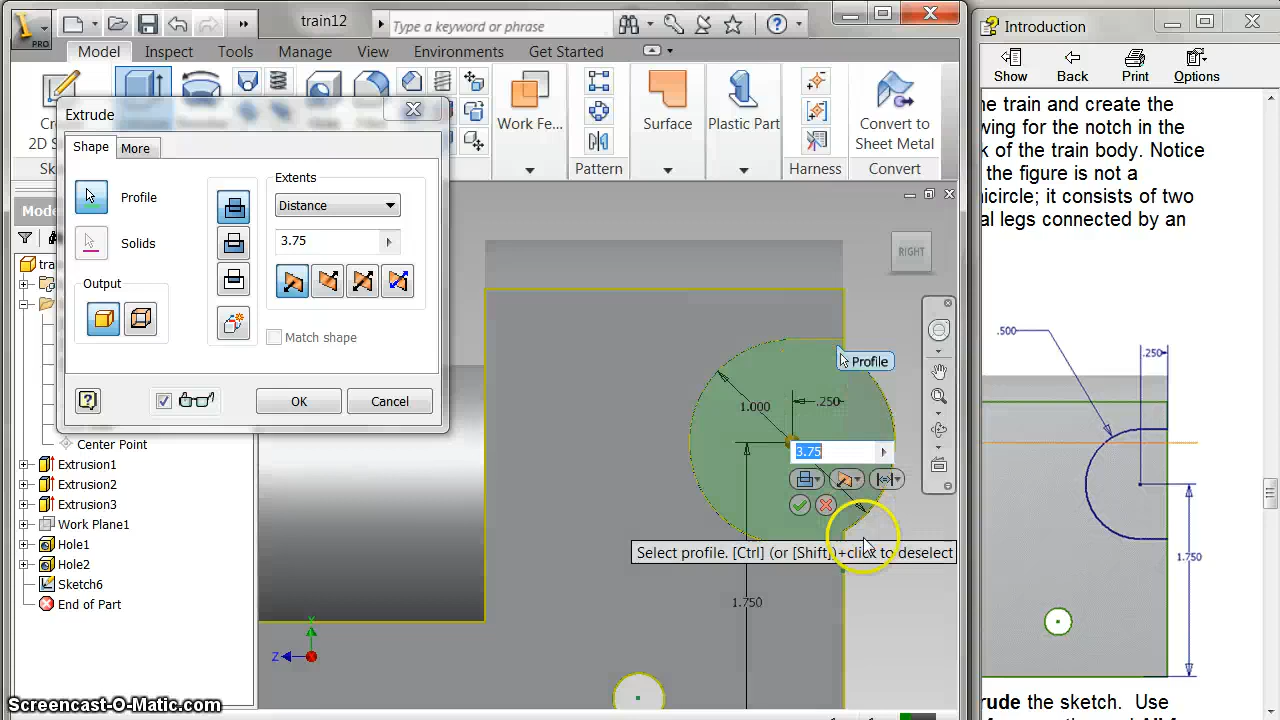 train12
Type a keyword or phrase
PRO
Model Inspect Tools Manage View Environments Get Started
Work Fe...
Surface
Plastic Part
Convert to
Sheet Metal
Pattern
Harness
Convert
2D S
Extrude
Shape More
Profile
Solids
Output
Extents
Distance
3.75
Match shape
OK
Cancel
Center Point
Extrusion1
Extrusion2
Extrusion3
Work Plane1
Hole1
Hole2
Sketch6
End of Part
RIGHT
Profile
1.000
.250
3.75
Select profile. [Ctrl] (or [Shift])+click to deselect
1.750
Z
Screencast-O-Matic.com
Introduction
Show Back Print Options
ne train and create the
wing for the notch in the
k of the train body. Notice
the figure is not a
nicircle; it consists of two
al legs connected by an
.500
.250
1.750
rude the sketch. Use